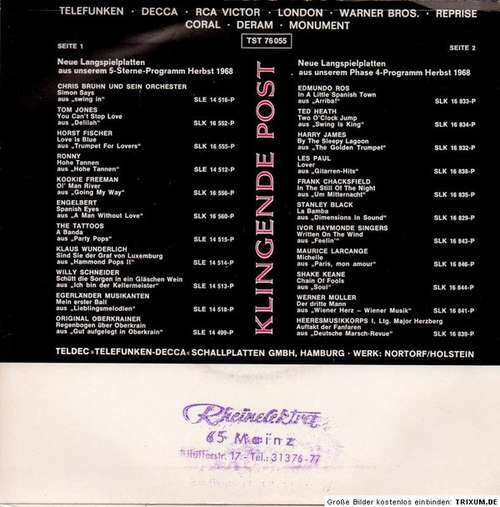 TELEFUNKEN • DECCA • RCA VICTOR • LONDON • WARNER BROS. • REPRISE
CORAL • DERAM • MONUMENT
TST 76055
SEITE 1
Neue Langspielplatten
aus unserem 5-Sterne-Programm Herbst 1968
CHRIS BRUHN UND SEIN ORCHESTER
Simon Says
aus „swing in“ SLE 14 516-P
TOM JONES
You Can't Stop Love
aus „Delilah“ SLK 16 552-P
HORST FISCHER
Love is Blue
aus „Trumpet For Lovers“ SLK 16 555-P
RONNY
Hohe Tannen
aus „Hohe Tannen“ SLE 14 512-P
KOOKIE FREEMAN
Ol' Man River
aus „Going My Way“ SLK 16 556-P
ENGELBERT
Spanish Eyes
aus „A Man Without Love“ SLK 16 560-P
THE TATTOOS
A Banda
aus „Party Pops“ SLE 14 515-P
KLAUS WUNDERLICH
Sind Sie der Graf von Luxemburg
aus „Hammond Pops II“ SLE 14 514-P
WILLY SCHNEIDER
Schütt die Sorgen in ein Gläschen Wein
aus „Ich bin der Kellermeister“ SLE 14 513-P
EGERLÄNDER MUSIKANTEN
Mein erster Ball
aus „Lieblingsmelodien“ SLE 14 518-P
ORIGINAL OBERKRAINER
Regenbogen über Oberkrain
aus „Gut aufgelegt in Oberkrain“ SLE 14 499-P
KLINGENDE POST
SEITE 2
Neue Langspielplatten
aus unserem Phase 4-Programm Herbst 1968
EDMUNDO ROS
In A Little Spanish Town
aus „Arriba!“ SLK 16 833-P
TED HEATH
Two O'Clock Jump
aus „Swing is King“ SLK 16 834-P
HARRY JAMES
By The Sleepy Lagoon
aus „The Golden Trumpet“ SLK 16 832-P
LES PAUL
Lover
aus „Gitarren-Hits“ SLK 16 838-P
FRANK CHACKSFIELD
In The Still Of The Night
aus „Um Mitternacht“ SLK 16 835-P
STANLEY BLACK
La Bamba
aus „Dimensions in Sound“ SLK 16 829-P
IVOR RAYMONDE SINGERS
Written On The Wind
aus „Feelin'“ SLK 16 843-P
MAURICE LARCANGE
Michelle
aus „Paris, mon amour“ SLK 16 846-P
SHAKE KEANE
Chain Of Fools
aus „Soul“ SLK 16 844-P
WERNER MÜLLER
Der dritte Mann
aus „Wiener Herz – Wiener Musik“ SLK 16 841-P
HEERESMUSIKKORPS I, Ltg. Major Herzberg
Auftakt der Fanfaren
aus „Deutsche Marsch-Revue“ SLK 16 839-P
TELDEC »TELEFUNKEN-DECCA« SCHALLPLATTEN GMBH, HAMBURG • WERK: NORTORF/HOLSTEIN
Rheinelektra
65 Mainz
17 - Tel.: 31376-77
Große Bilder kostenlos einbinden: TRIXUM.DE